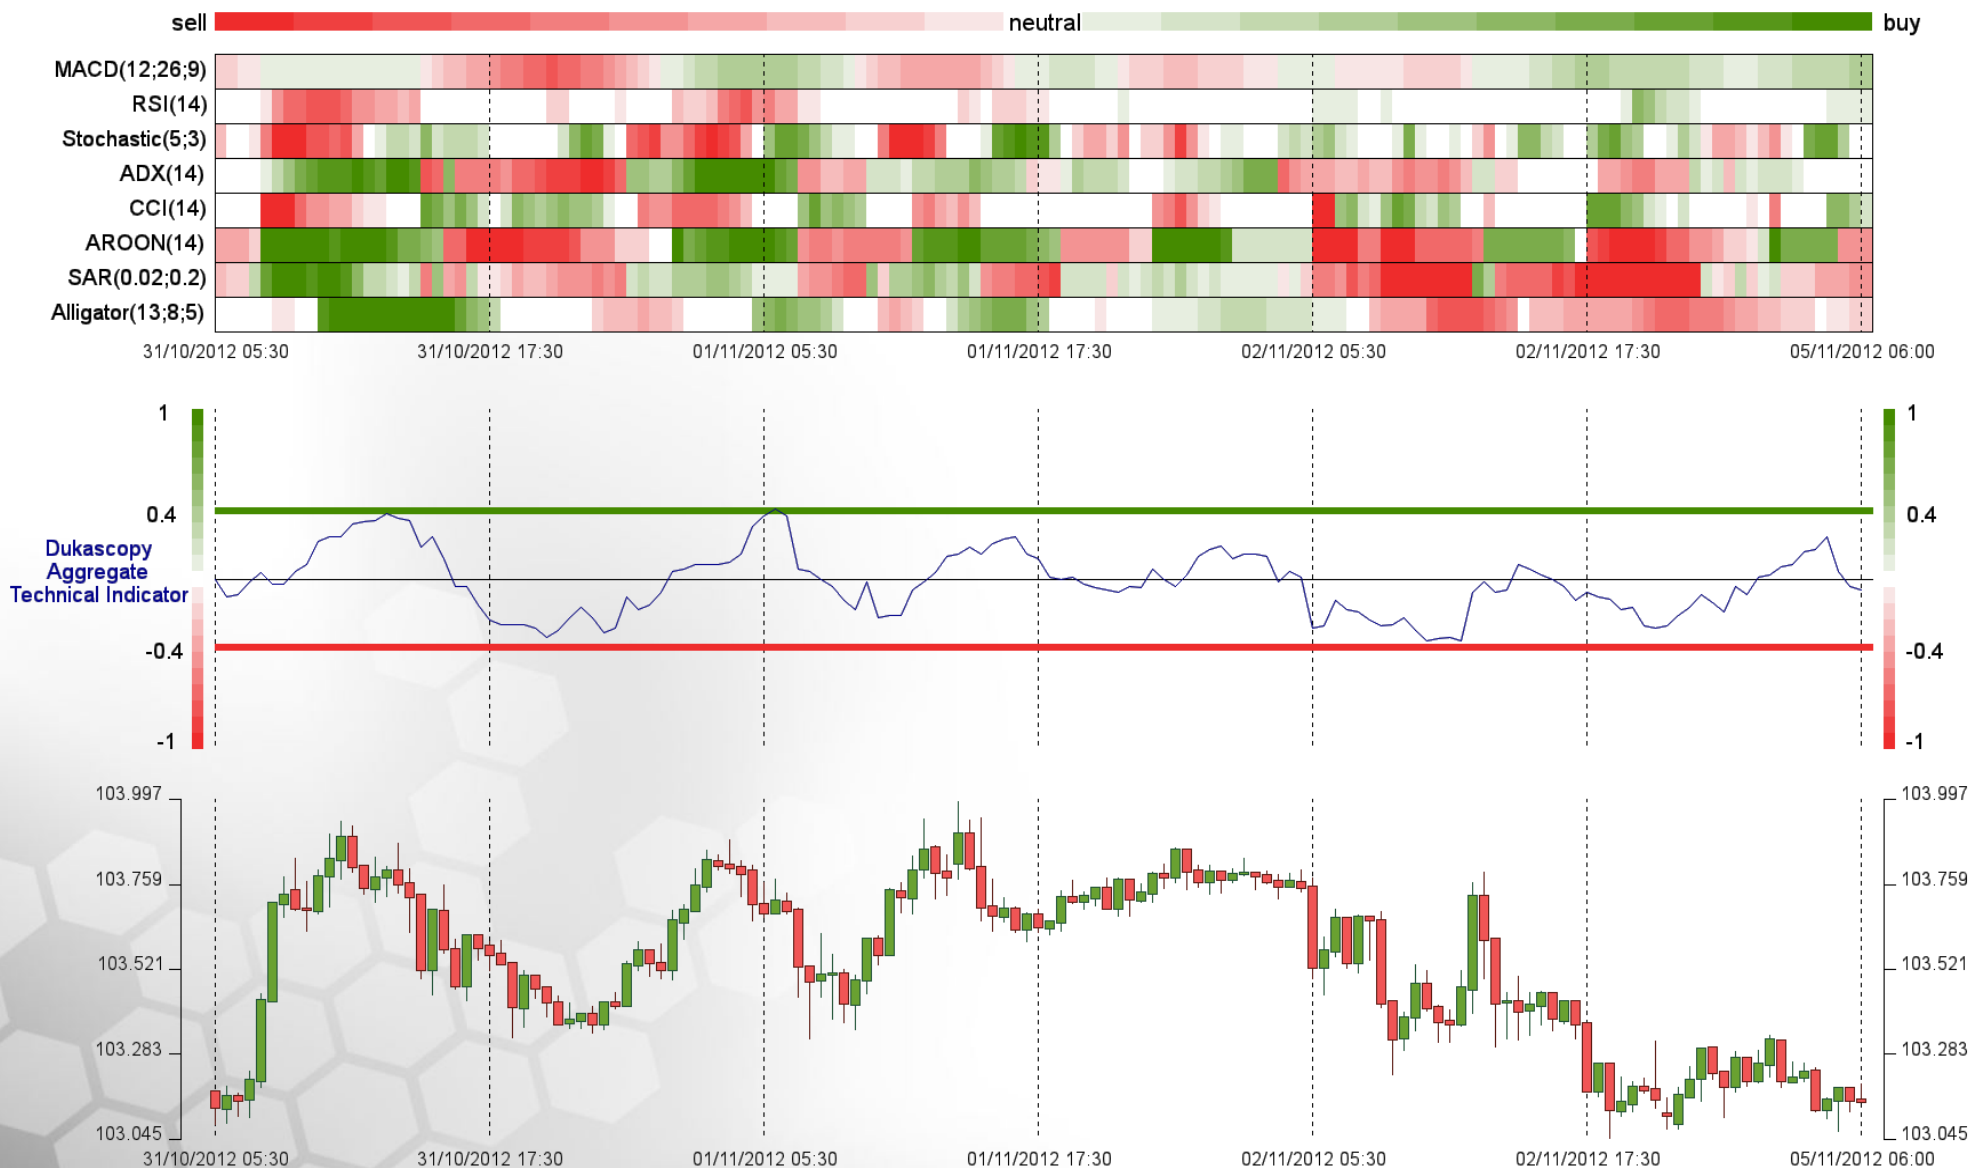 sell neutral buy
MACD(12;26;9)
RSI(14)
Stochastic(5;3)
ADX(14)
CCI(14)
AROON(14)
SAR(0.02;0.2)
Alligator(13;8;5)
31/10/2012 05:30 31/10/2012 17:30 01/11/2012 05:30 01/11/2012 17:30 02/11/2012 05:30 02/11/2012 17:30 05/11/2012 06:00
1 1
0.4 0.4
Dukascopy
Aggregate
Technical Indicator
-0.4 -0.4
-1 -1
103.997 103.997
103.759 103.759
103.521 103.521
103.283 103.283
103.045 103.045
31/10/2012 05:30 31/10/2012 17:30 01/11/2012 05:30 01/11/2012 17:30 02/11/2012 05:30 02/11/2012 17:30 05/11/2012 06:00